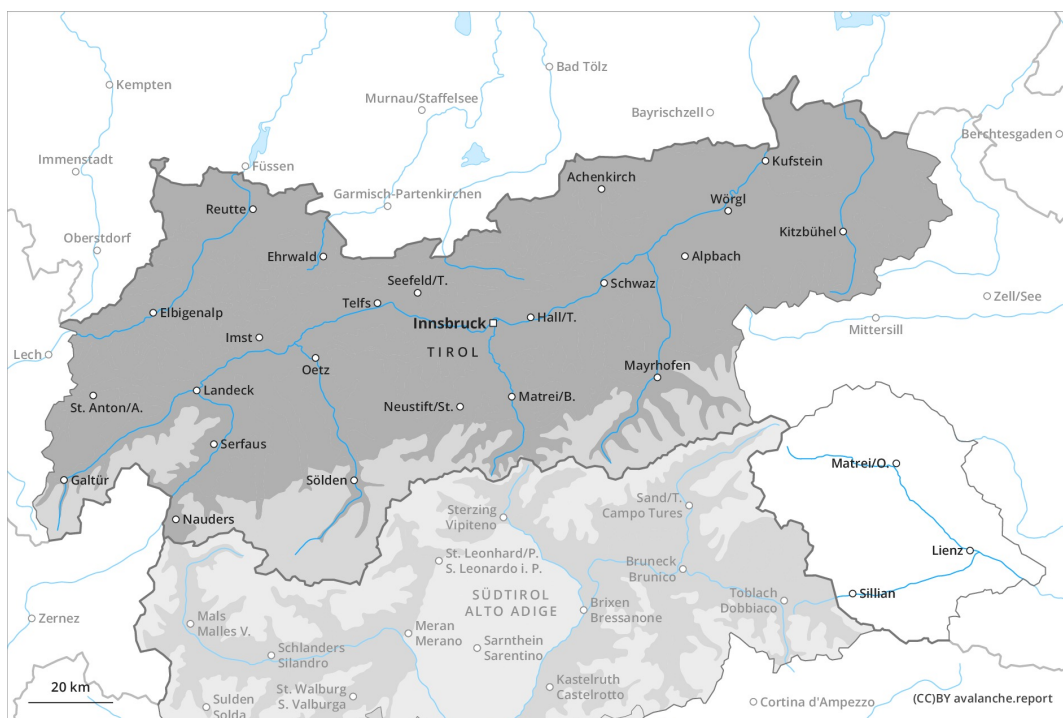 Kempten
Bad Tölz
Murnau/Staffelsee
Bayrischzell
Berchtesgaden
Immenstadt
Füssen
Kufstein
Achenkirch
Garmisch-Partenkirchen
Wörgl
Reutte
Kitzbühel
Oberstdorf
Ehrwald
Alpbach
Seefeld/T.
Schwaz
Zell/See
Telfs
Elbigenalp
Innsbruck
Hall/T.
Mittersill
Imst
TIROL
Lech
Oetz
Mayrhofen
Landeck
St. Anton/A.
Neustift/St.
Matrei/B.
Serfaus
Matrei/O.
Galtür
Sölden
Sand/T.
Campo Tures
Nauders
Sterzing
Vipiteno
Lienz
St. Leonhard/P.
S. Leonardo i. P.
Bruneck
Brunico
Sillian
SÜDTIROL
ALTO ADIGE
Toblach
Dobbiaco
Brixen
Bressanone
Zernez
Mals
Malles V.
Meran
Merano
Sarnthein
Sarentino
Schlanders
Silandro
Kastelruth
Castelrotto
20 km
St. Walburg
S. Valburga
Sulden
Solda
Cortina d'Ampezzo
(CC)BY avalanche.report